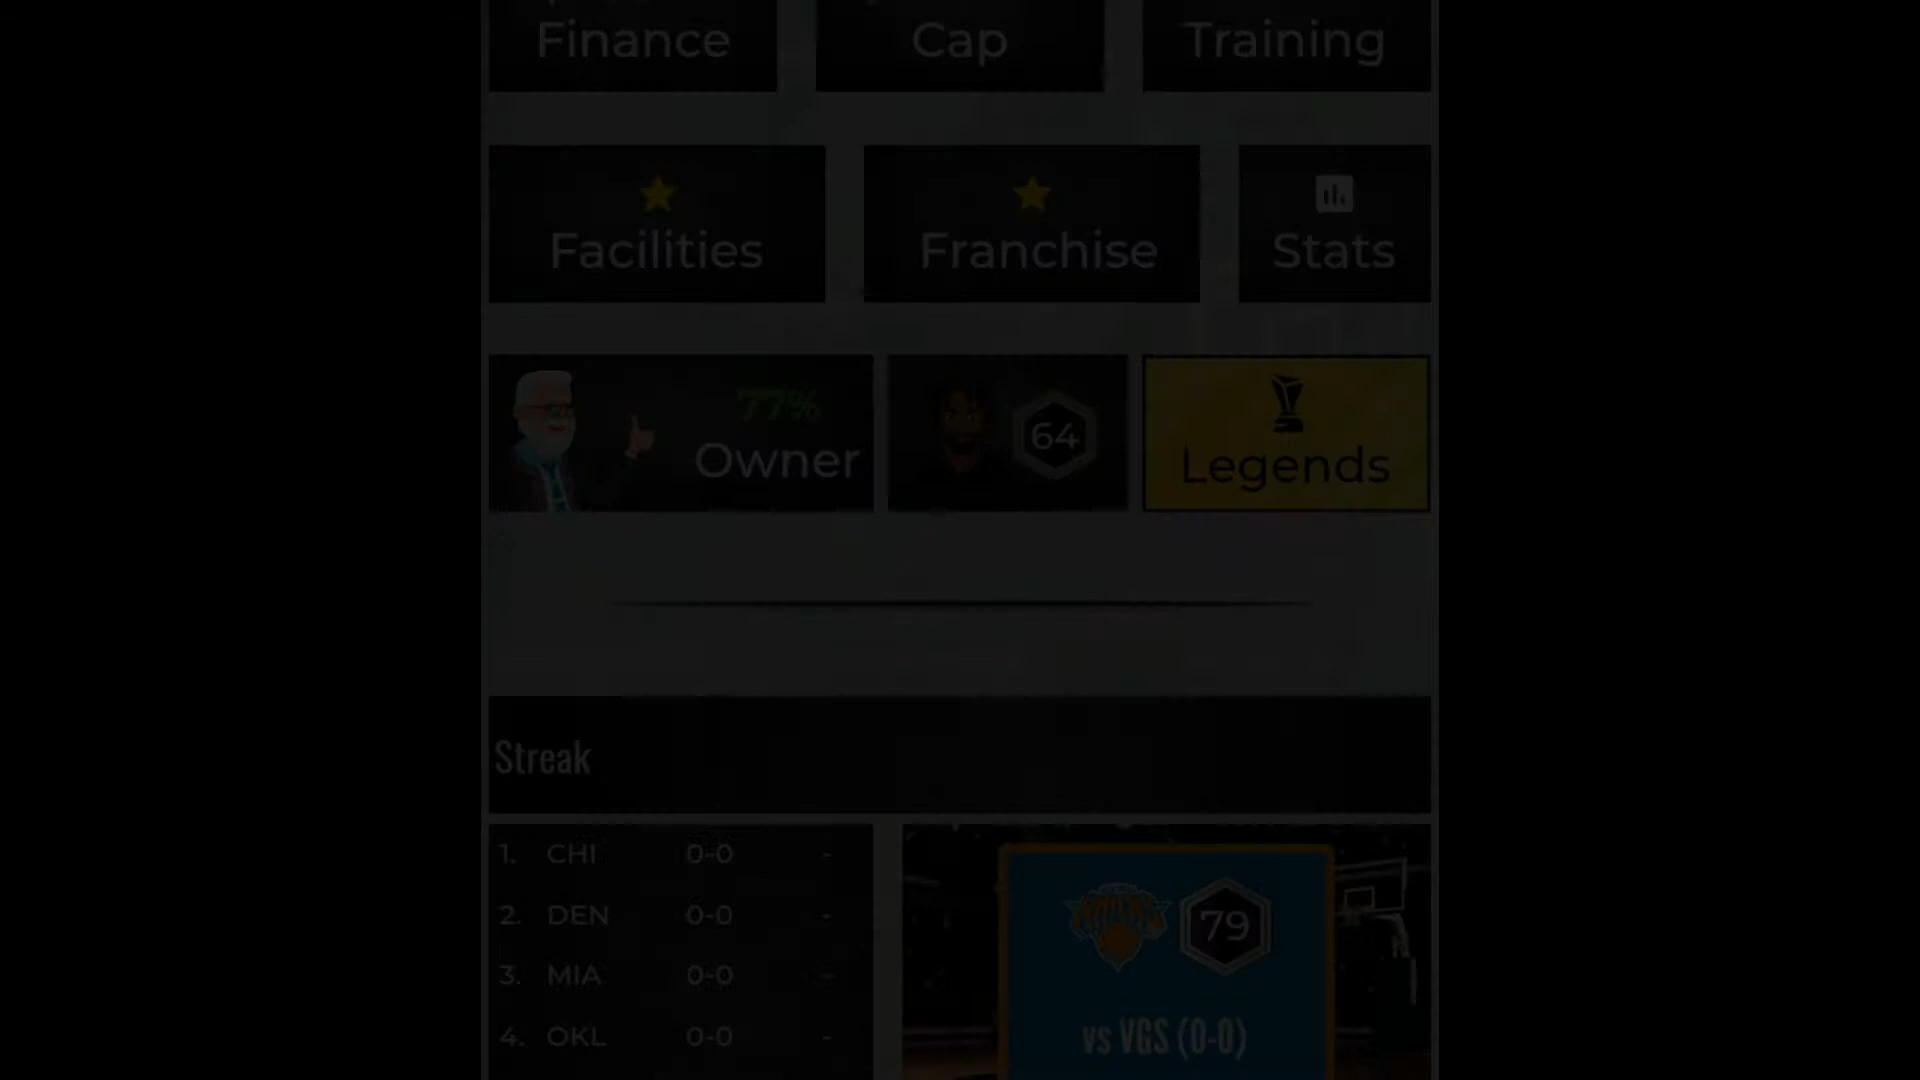 Finance
Cap
Training
Facilities
Franchise
Stats
77%
Owner
64
Legends
Streak
1. CHI 0-0 -
2. DEN 0-0 -
3. MIA 0-0 -
4. OKL 0-0 -
KNICKS
79
vs VGS (0-0)